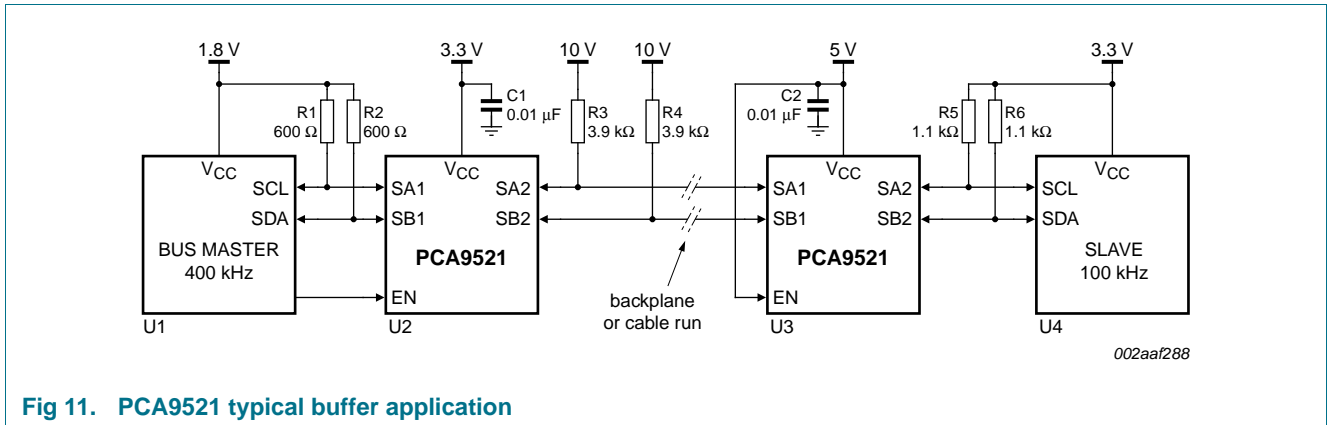 1.8 V
3.3 V
10 V
10 V
5 V
3.3 V
R1
600 Ω
R2
600 Ω
C1
0.01 μF
R3
3.9 kΩ
R4
3.9 kΩ
C2
0.01 μF
R5
1.1 kΩ
R6
1.1 kΩ
VCC
SCL
SDA
BUS MASTER
400 kHz
U1
VCC
SA1
SA2
SB1
SB2
PCA9521
EN
U2
backplane
or cable run
VCC
SA1
SA2
SB1
SB2
PCA9521
EN
U3
VCC
SCL
SDA
SLAVE
100 kHz
U4
002aaf288
Fig 11. PCA9521 typical buffer application